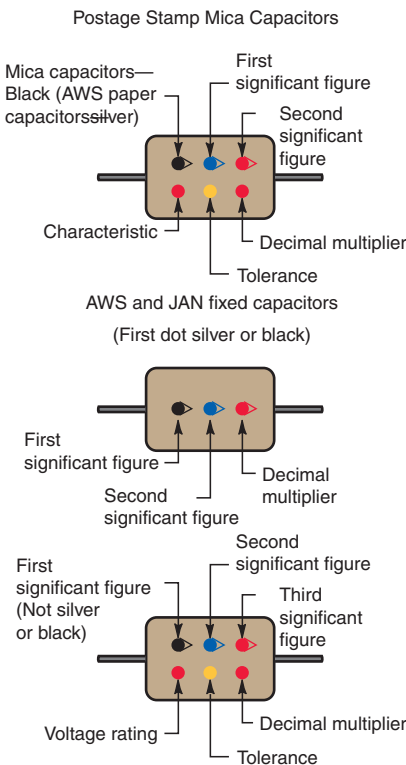 Postage Stamp Mica Capacitors
Mica capacitors—
Black (AWS paper
capacitorssilver)
First
significant figure
Second
significant
figure
Characteristic
Decimal multiplier
Tolerance
AWS and JAN fixed capacitors
(First dot silver or black)
First
significant figure
Second
significant figure
Decimal
multiplier
First
significant figure
(Not silver
or black)
Second
significant figure
Third
significant
figure
Voltage rating
Decimal multiplier
Tolerance